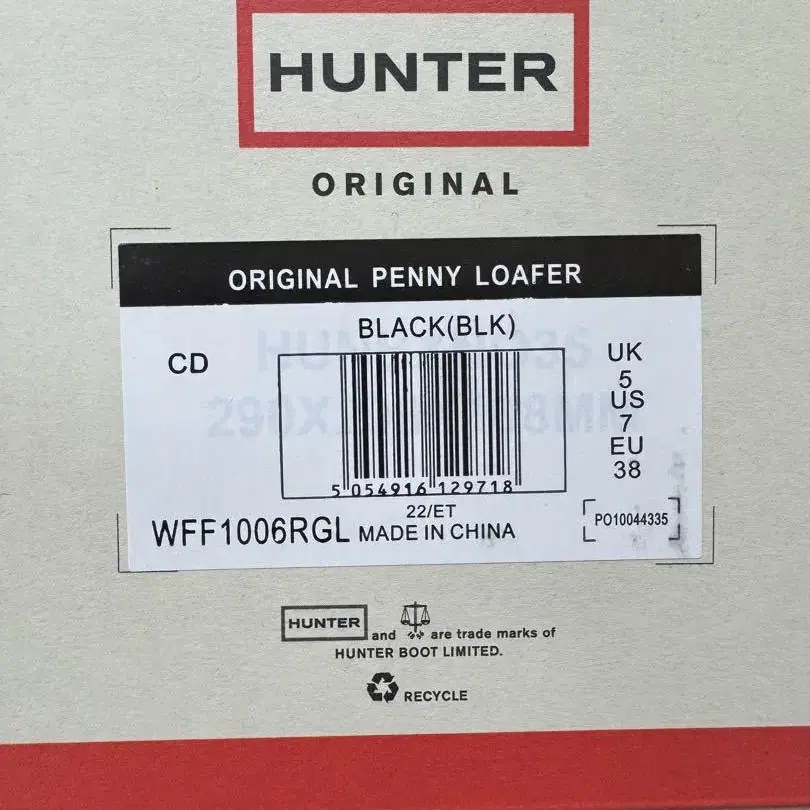 HUNTER
ORIGINAL
ORIGINAL PENNY LOAFER
BLACK(BLK)
CD
UK
5
US
7
EU
38
5 054916 129718
22/ET
WFF1006RGL MADE IN CHINA
PO10044335
HUNTER and are trade marks of
HUNTER BOOT LIMITED.
RECYCLE